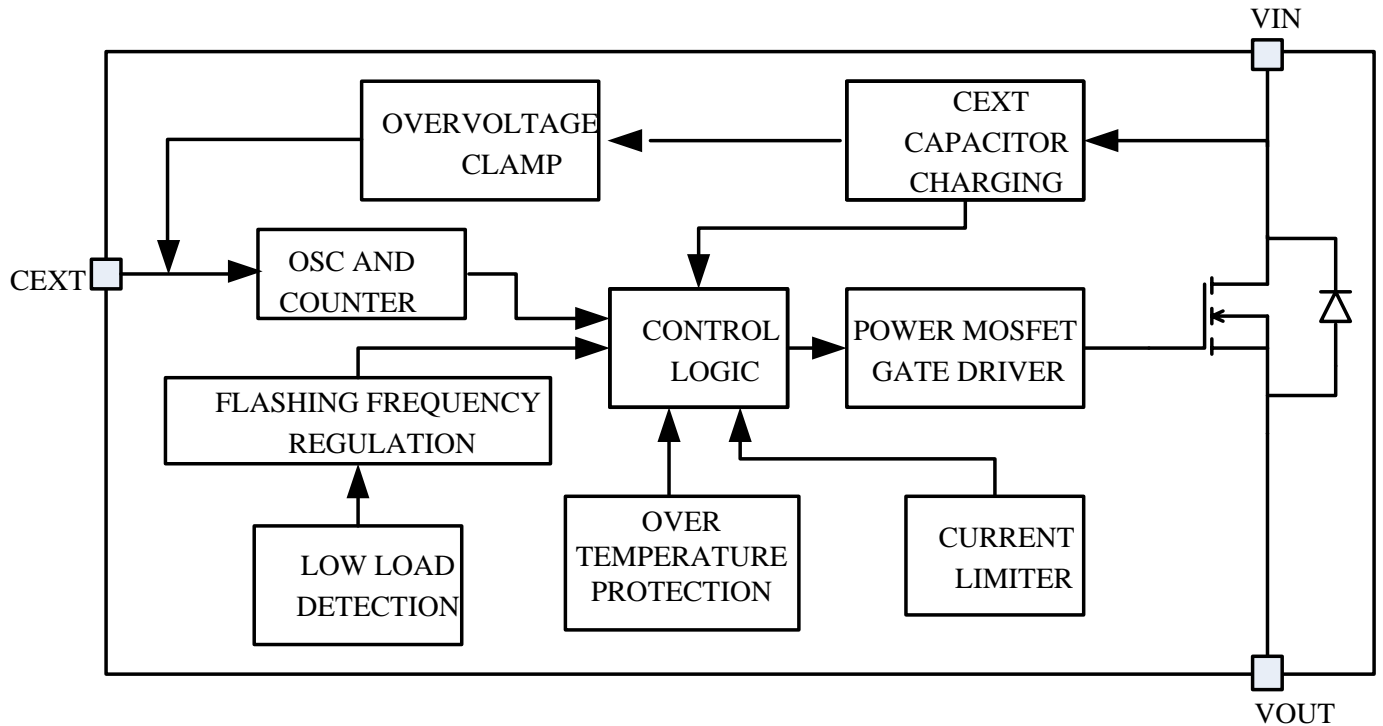 VIN
OVERVOLTAGE
CLAMP
CEXT
CAPACITOR
CHARGING
CEXT
OSC AND
COUNTER
CONTROL
LOGIC
POWER MOSFET
GATE DRIVER
FLASHING FREQUENCY
REGULATION
LOW LOAD
DETECTION
OVER
TEMPERATURE
PROTECTION
CURRENT
LIMITER
VOUT